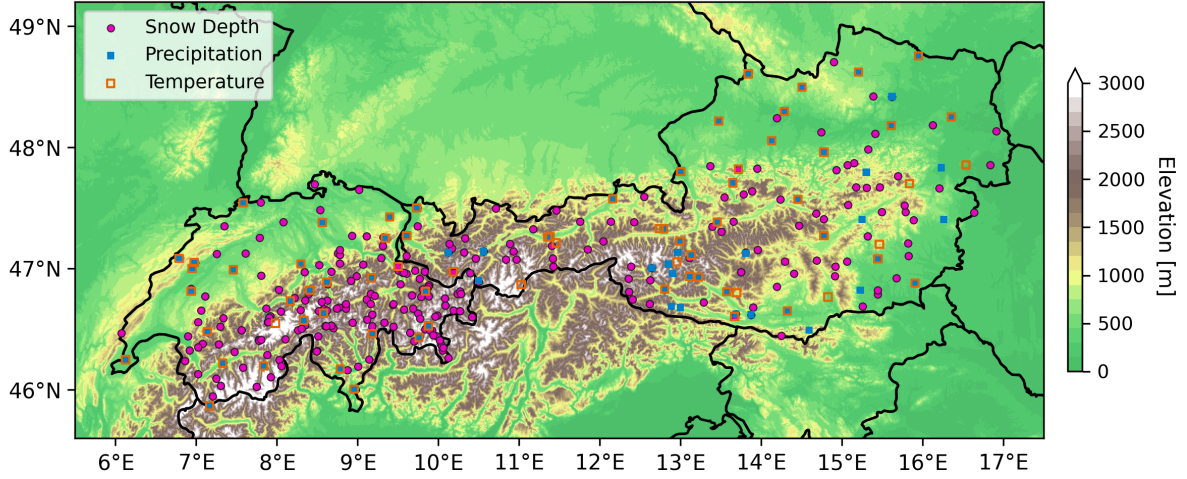 49°N
48°N
47°N
46°N
Snow Depth
Precipitation
Temperature
6°E 7°E 8°E 9°E 10°E 11°E 12°E 13°E 14°E 15°E 16°E 17°E
3000
2500
2000
1500
1000
500
0
Elevation [m]